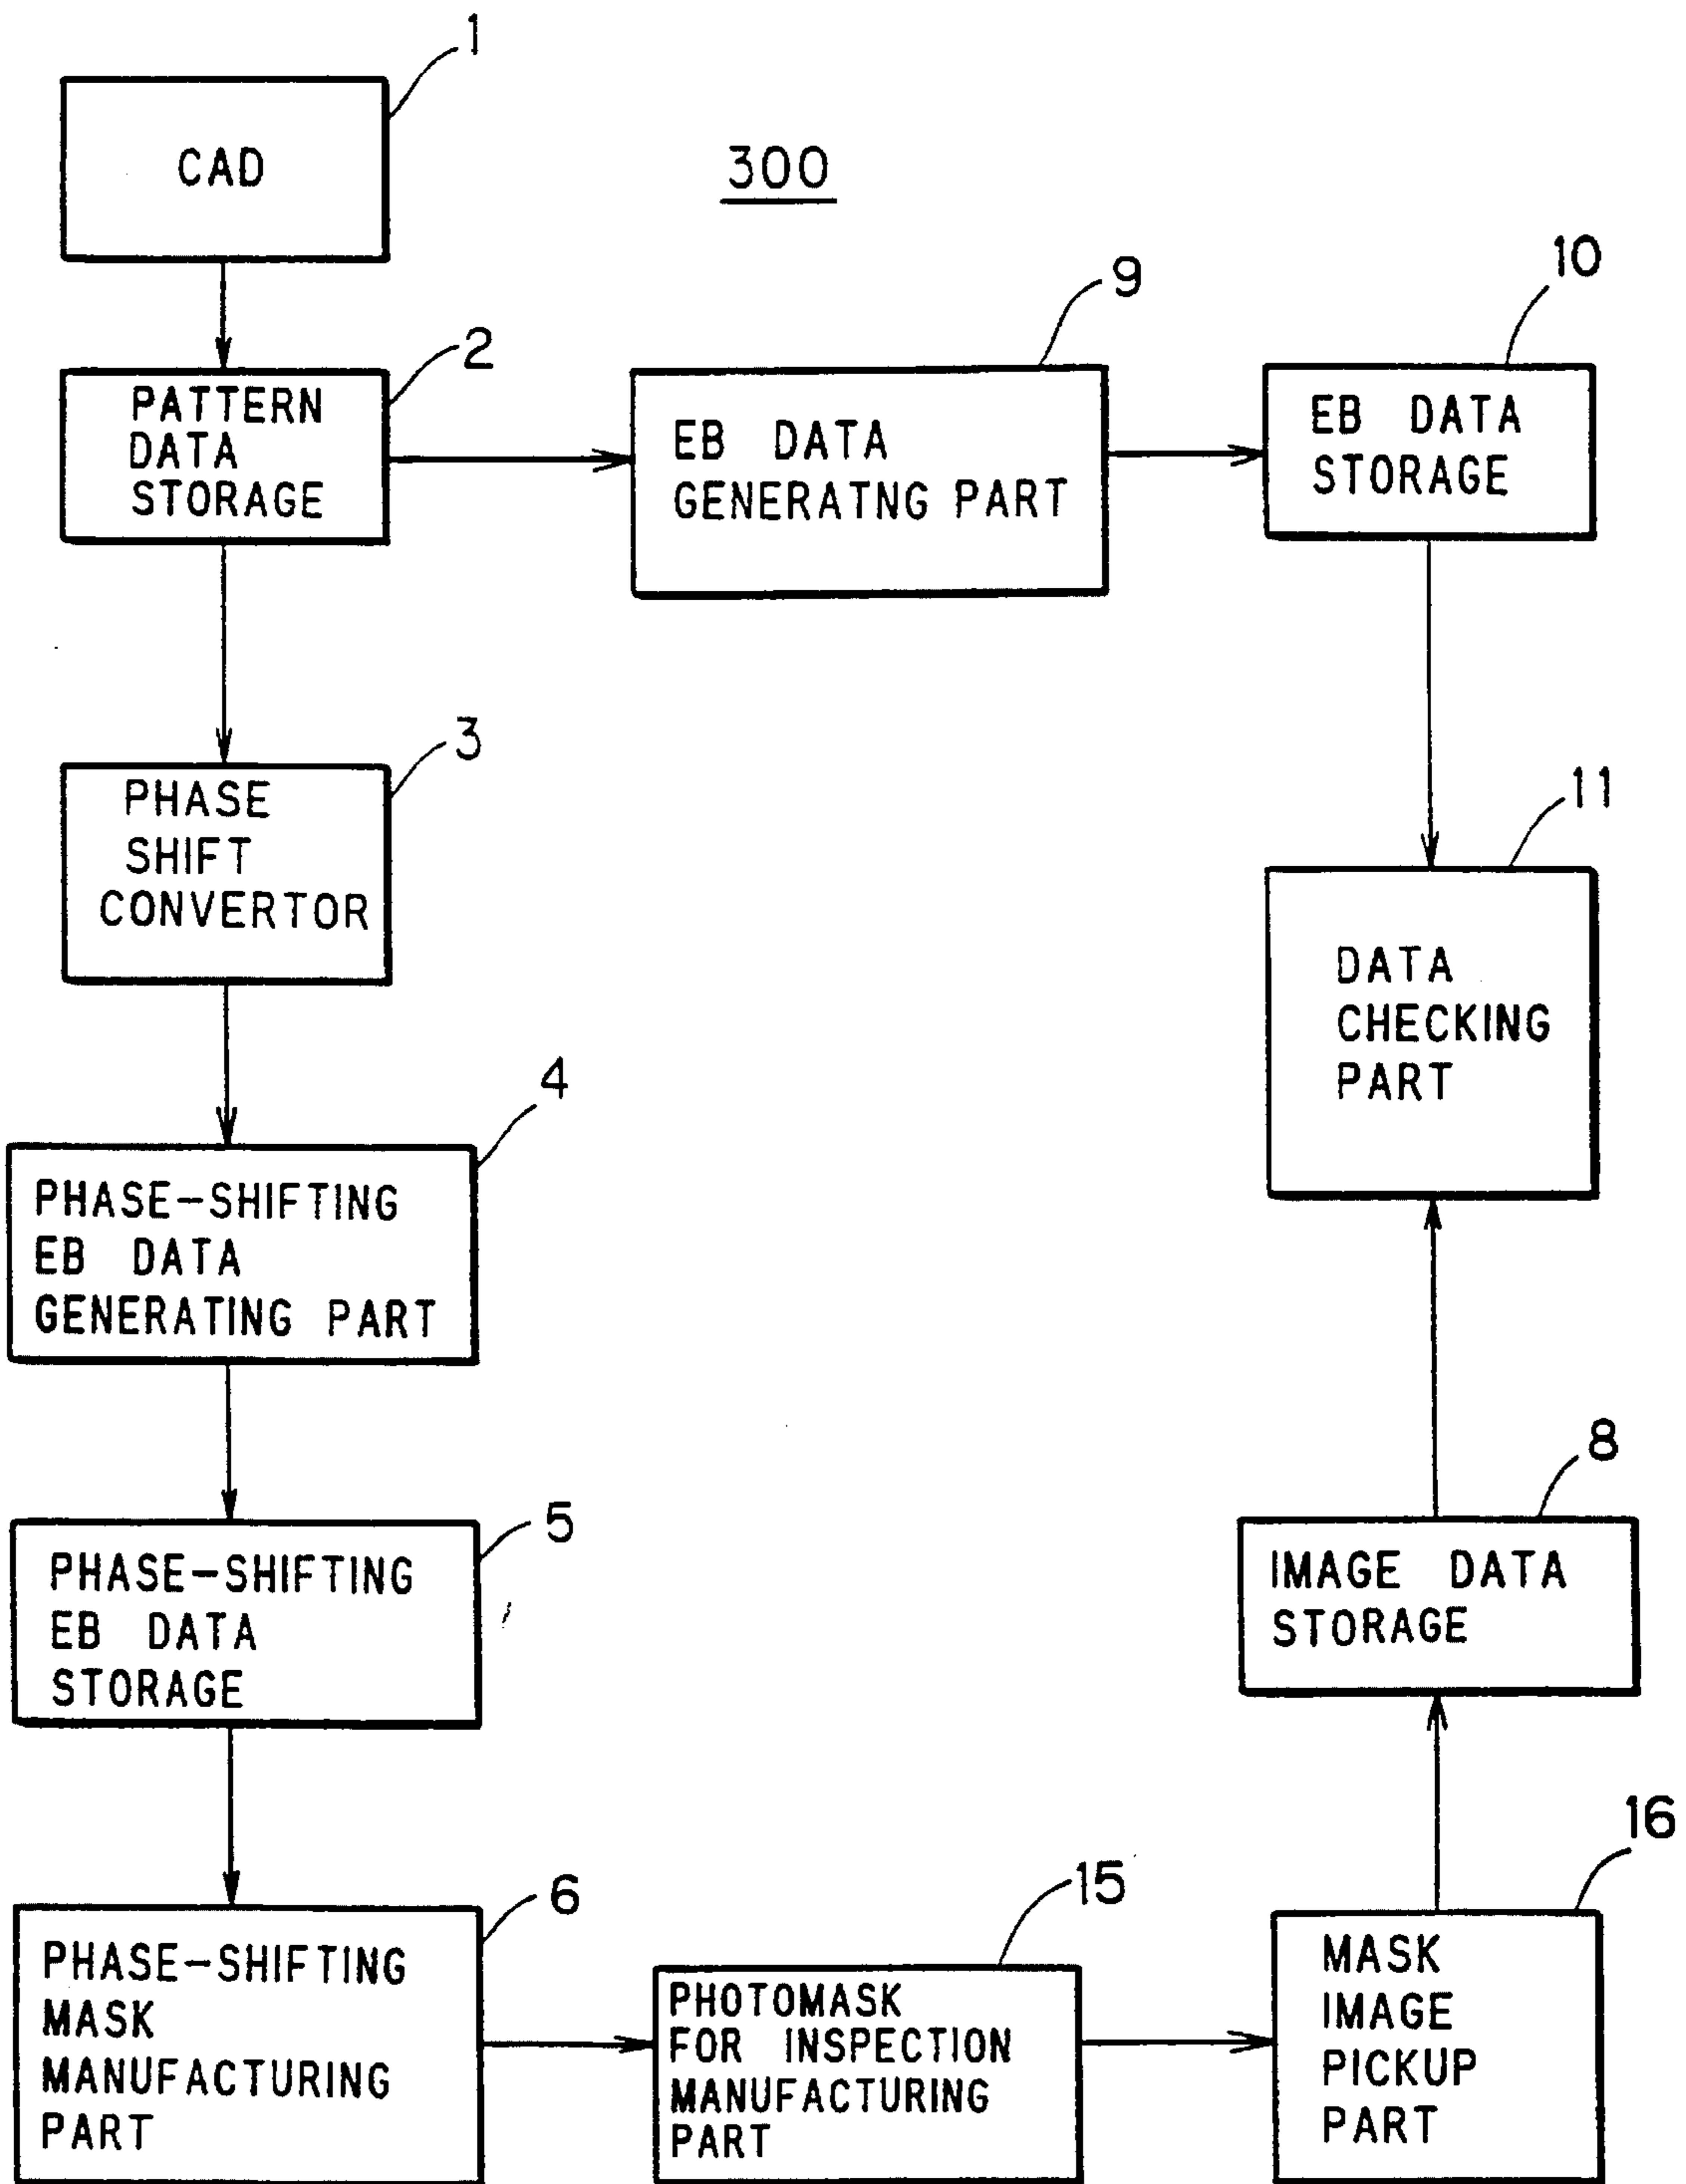 1
CAD
300
2
PATTERN
DATA
STORAGE
9
EB DATA
GENERATNG PART
10
EB DATA
STORAGE
3
PHASE
SHIFT
CONVERTOR
11
DATA
CHECKING
PART
4
PHASE-SHIFTING
EB DATA
GENERATING PART
5
PHASE-SHIFTING
EB DATA
STORAGE
8
IMAGE DATA
STORAGE
6
PHASE-SHIFTING
MASK
MANUFACTURING
PART
15
PHOTOMASK
FOR INSPECTION
MANUFACTURING
PART
16
MASK
IMAGE
PICKUP
PART